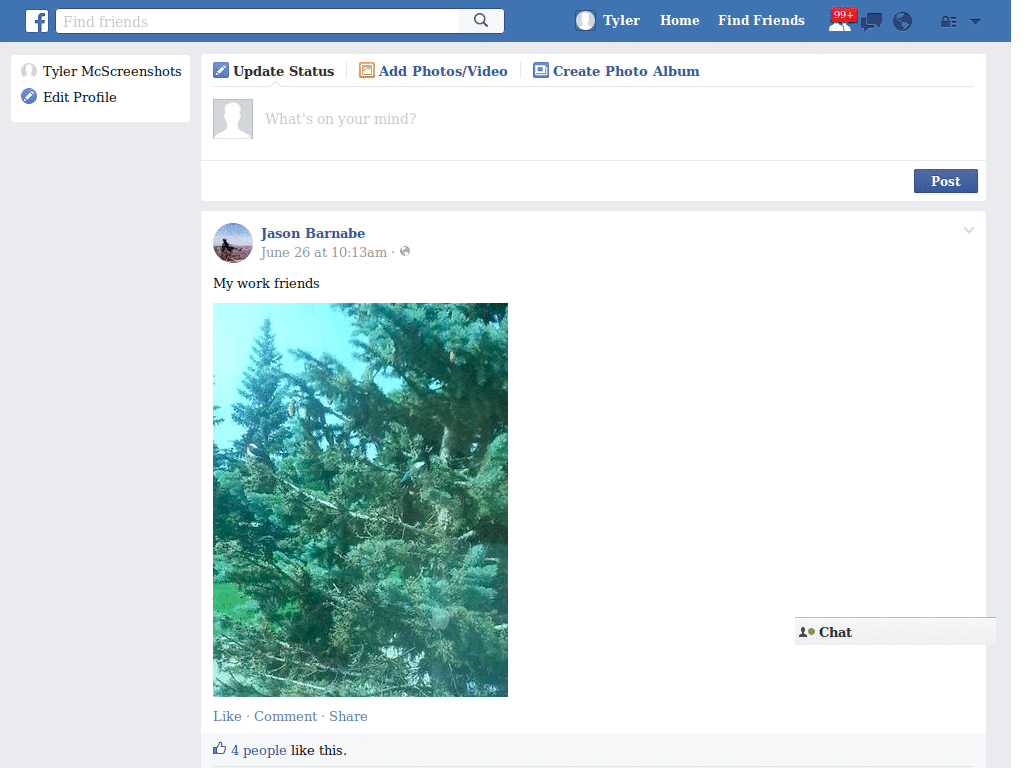 Find friends
Tyler Home Find Friends 99+
Tyler McScreenshots
Edit Profile
Update Status Add Photos/Video Create Photo Album
What's on your mind?
Post
Jason Barnabe
June 26 at 10:13am ·
My work friends
Chat
Like · Comment · Share
4 people like this.